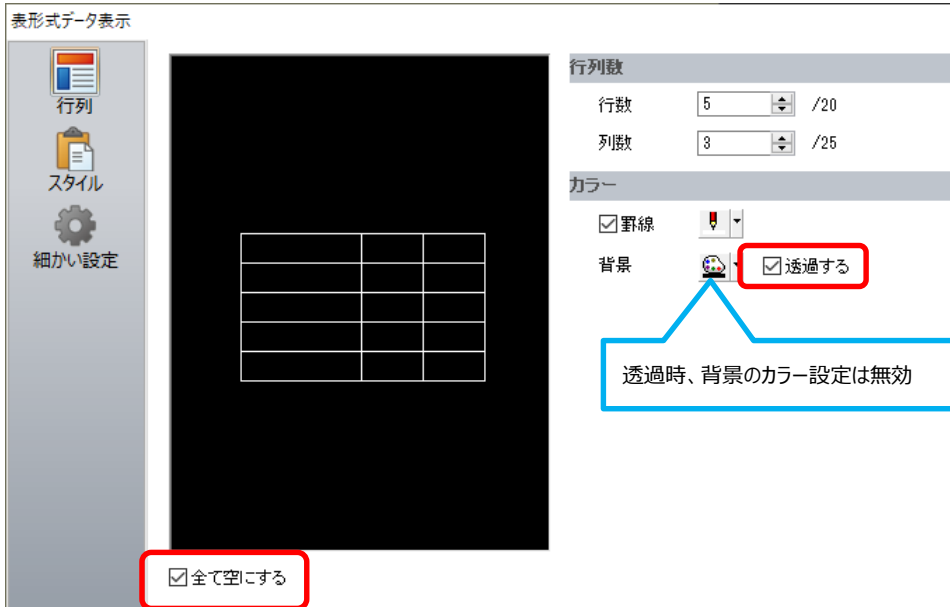 表形式データ表示
行列
スタイル
細かい設定
行列数
行数 5 /20
列数 3 /25
カラー
罫線
背景 透過する
透過時、背景のカラー設定は無効
全て空にする